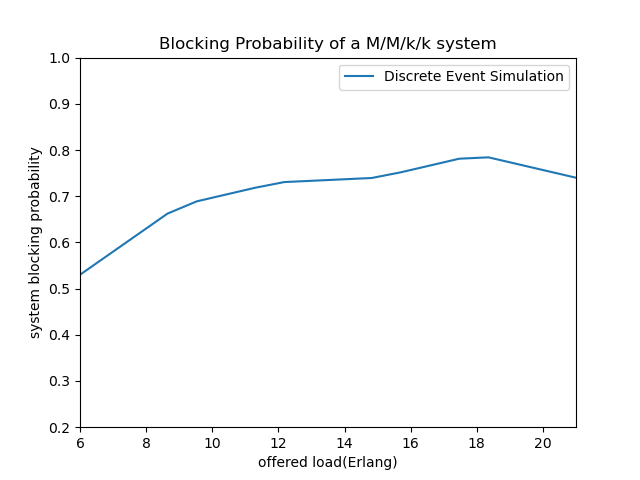 Blocking Probability of a M/M/k/k system
Discrete Event Simulation
system blocking probability
1.0
0.9
0.8
0.7
0.6
0.5
0.4
0.3
0.2
6 8 10 12 14 16 18 20
offered load(Erlang)